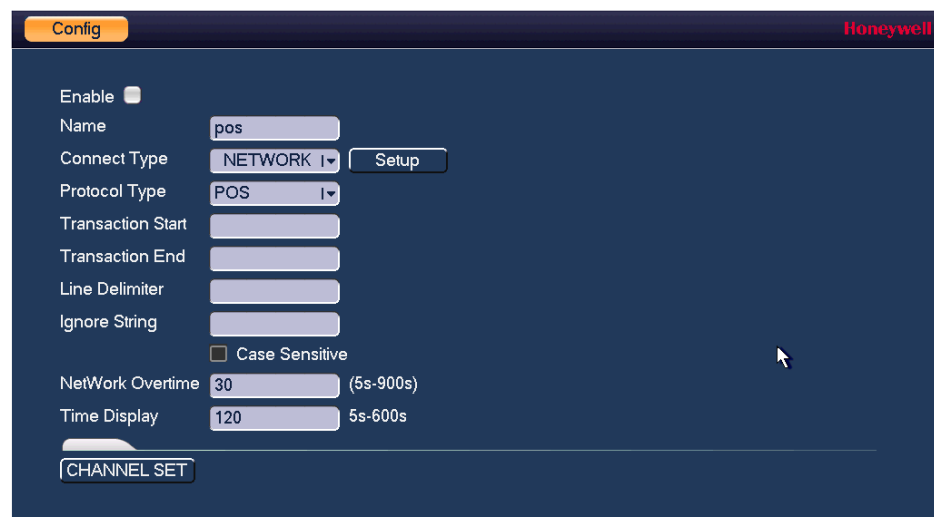 Config
Honeywell
Enable
Name pos
Connect Type NETWORK Setup
Protocol Type POS
Transaction Start
Transaction End
Line Delimiter
Ignore String
Case Sensitive
NetWork Overtime 30 (5s-900s)
Time Display 120 5s-600s
CHANNEL SET